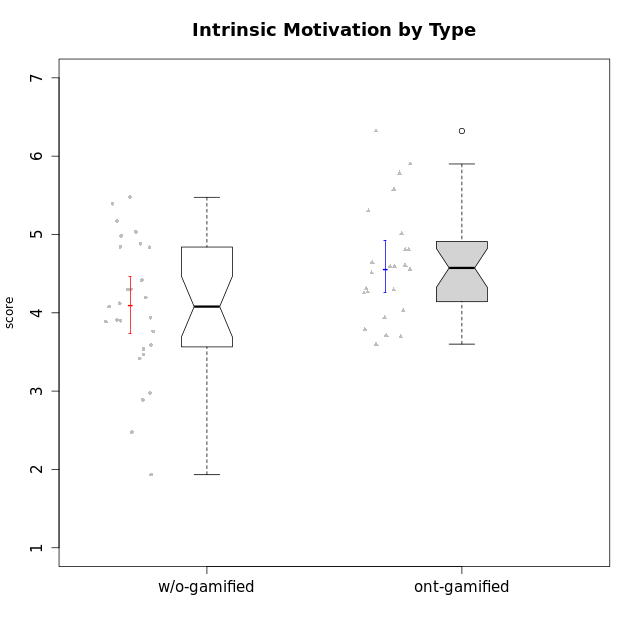 Intrinsic Motivation by Type
score
7
6
5
4
3
2
1
w/o-gamified
ont-gamified